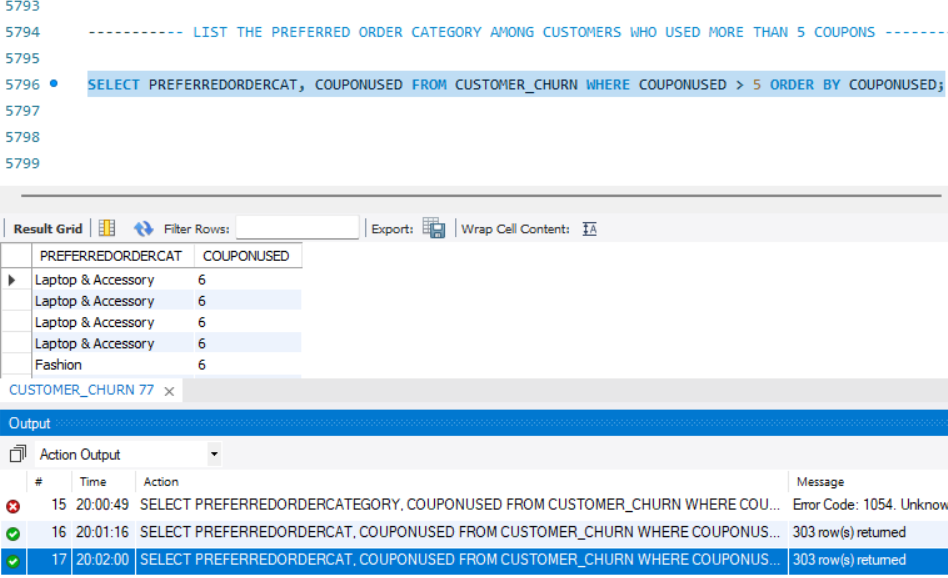 5793
5794 ----------- LIST THE PREFERRED ORDER CATEGORY AMONG CUSTOMERS WHO USED MORE THAN 5 COUPONS -------
5795
5796 SELECT PREFERREDORDERCAT, COUPONUSED FROM CUSTOMER_CHURN WHERE COUPONUSED > 5 ORDER BY COUPONUSED;
5797
5798
5799
Result Grid Filter Rows: Export: Wrap Cell Content: IA
PREFERREDORDERCAT COUPONUSED
Laptop & Accessory 6
Laptop & Accessory 6
Laptop & Accessory 6
Laptop & Accessory 6
Fashion 6
CUSTOMER_CHURN 77 ×
Output
Action Output
# Time Action Message
15 20:00:49 SELECT PREFERREDORDERCATEGORY, COUPONUSED FROM CUSTOMER_CHURN WHERE COU... Error Code: 1054. Unknow
16 20:01:16 SELECT PREFERREDORDERCAT, COUPONUSED FROM CUSTOMER_CHURN WHERE COUPONUS... 303 row(s) returned
17 20:02:00 SELECT PREFERREDORDERCAT, COUPONUSED FROM CUSTOMER_CHURN WHERE COUPONUS... 303 row(s) returned